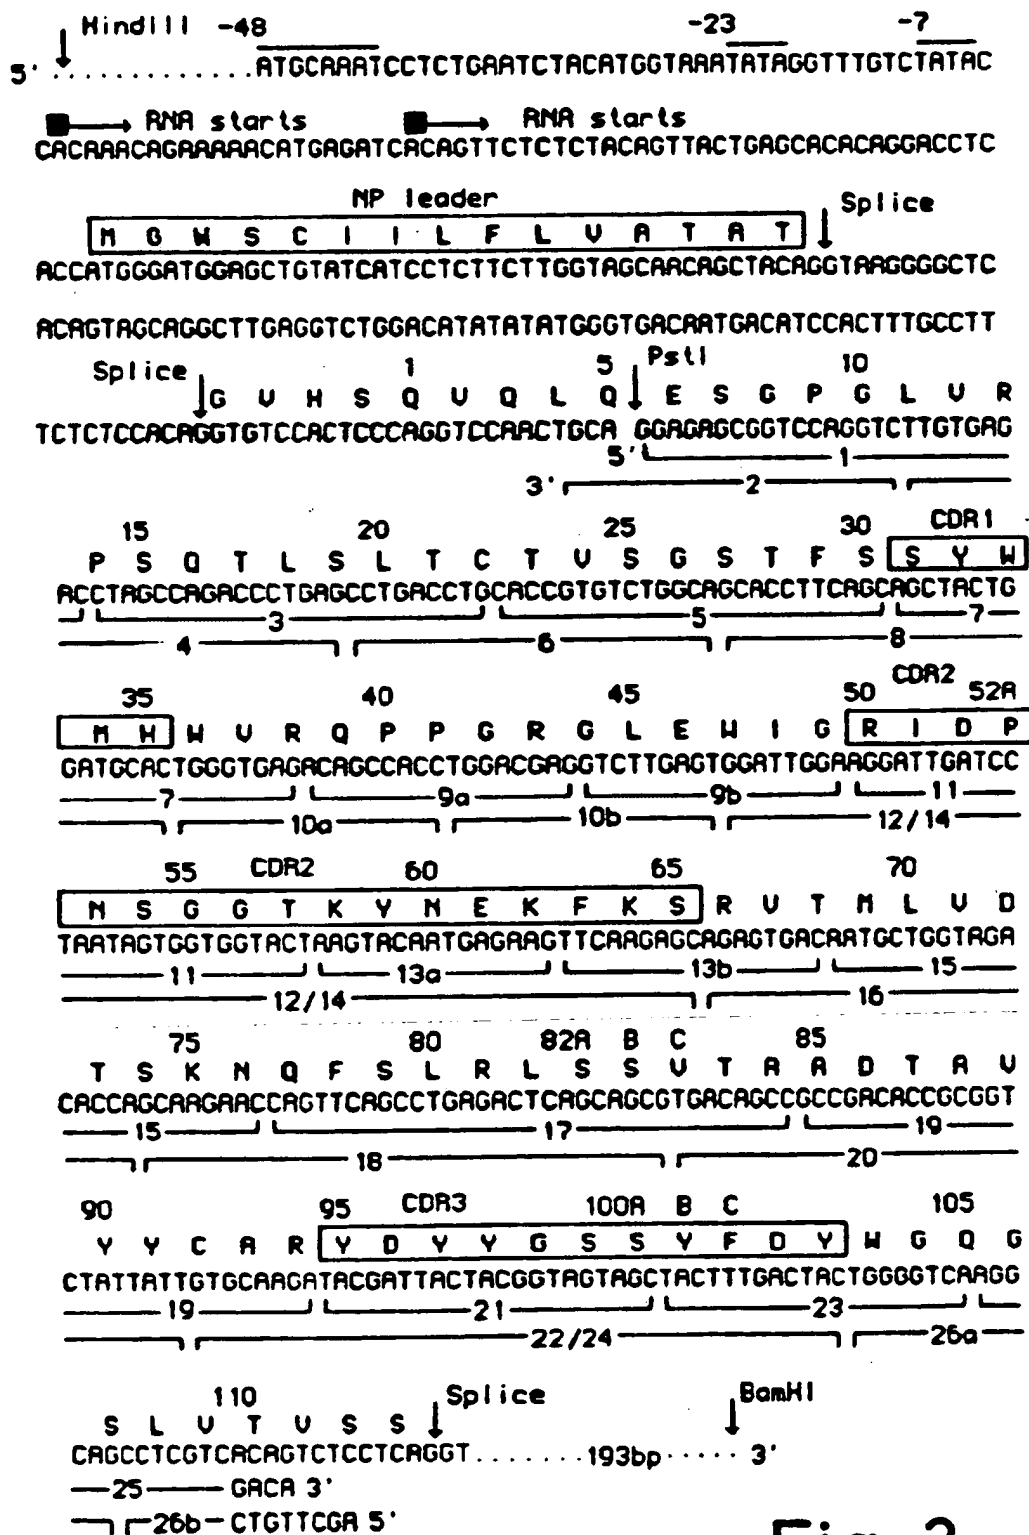 HindIII -48 -23 -7
5' ............. ATGCAAATCCTCTGAATCTACATGGTAAATATAGGTTTGTCTATAC
RNA starts RNA starts
CACAAACAGAAAAACATGAGATCACAGTTCTCTCTACAGTTACTGAGCACACAGGACCTC
NP leader Splice
M G W S C I I L F L V A T A T
ACCATGGGATGGAGCTGTATCATCCTCTTCTTGGTAGCAACAGCTACAGGTAAGGGGCTC
ACAGTAGCAGGCTTGAGGTCTGGACATATATATGGGTGACAATGACATCCACTTTGCCTT
Splice 1 5 PstI 10
G V H S Q V Q L Q E S G P G L V R
TCTCTCCACAGGTGTCCACTCCCAGGTCCAACTGCA GGAGAGCGGTCCAGGTCTTGTGAG
5' 1
3' 2
15 20 25 30 CDR1
P S Q T L S L T C T V S G S T F S S Y W
ACCTAGCCAGACCCTGAGCCTGACCTGCACCGTGTCTGGCAGCACCTTCAGCAGCTACTG
3 5 7
4 6 8
35 40 45 50 CDR2 52A
M H W V R Q P P G R G L E W I G R I D P
GATGCACTGGGTGAGACAGCCACCTGGACGAGGTCTTGAGTGGATTGGAAGGATTGATCC
7 9a 9b 11
10a 10b 12/14
55 CDR2 60 65 70
N S G G T K Y N E K F K S R V T M L V D
TAATAGTGGTGGTACTAAGTACAATGAGAAGTTCAAGAGCAGAGTGACAATGCTGGTAGA
11 13a 13b 15
12/14 16
75 80 82A B C 85
T S K N Q F S L R L S S V T A A D T A V
CACCAGCAAGAACCAGTTCAGCCTGAGACTCAGCAGCGTGACAGCCGCCGACACCGCGGT
15 17 19
18 20
90 95 CDR3 100A B C 105
Y Y C A R Y D Y Y G S S Y F D Y W G Q G
CTATTATTGTGCAAGATACGATTACTACGGTAGTAGCTACTTTGACTACTGGGGTCAAGG
19 21 23
22/24 26a
110 Splice BamHI
S L V T V S S
CAGCCTCGTCACAGTCTCCTCAGGT.......193bp..... 3'
25 GACA 3'
26b CTGTTCGA 5'